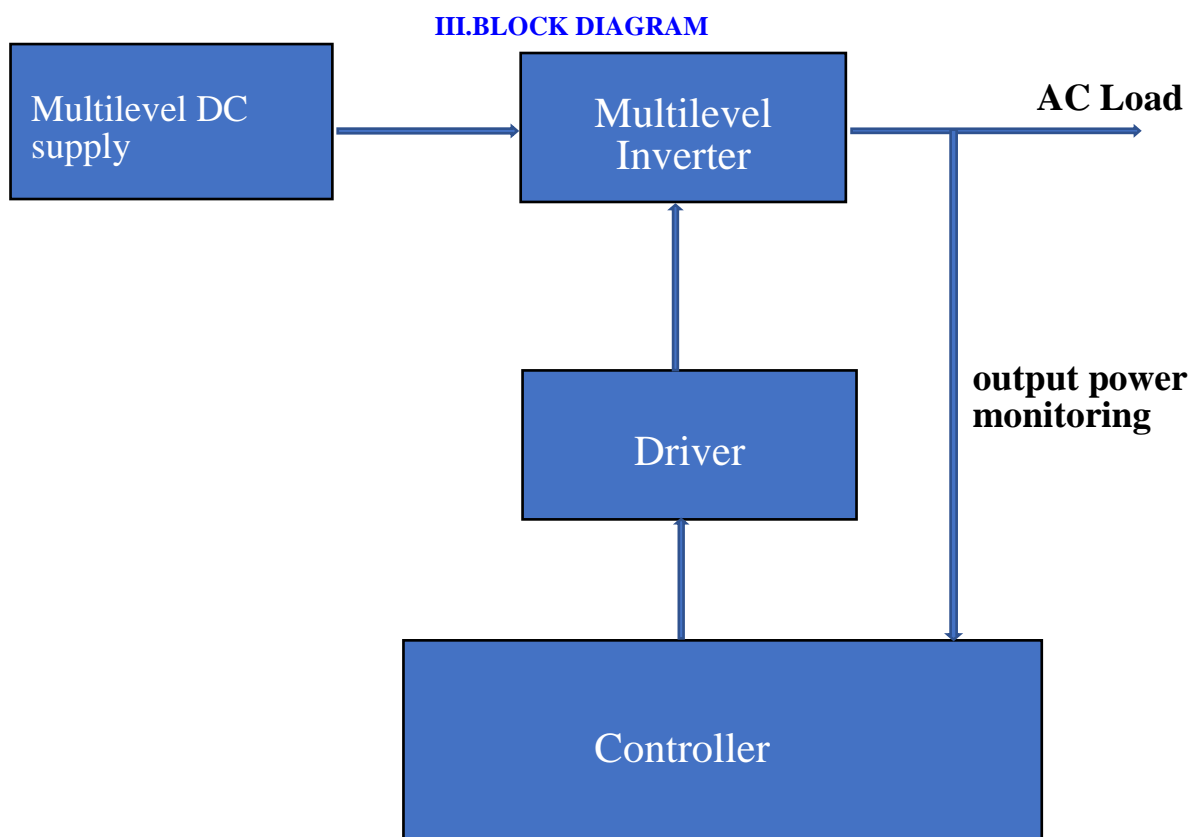 III.BLOCK DIAGRAM
Multilevel DC
supply
Multilevel
Inverter
AC Load
output power
monitoring
Driver
Controller